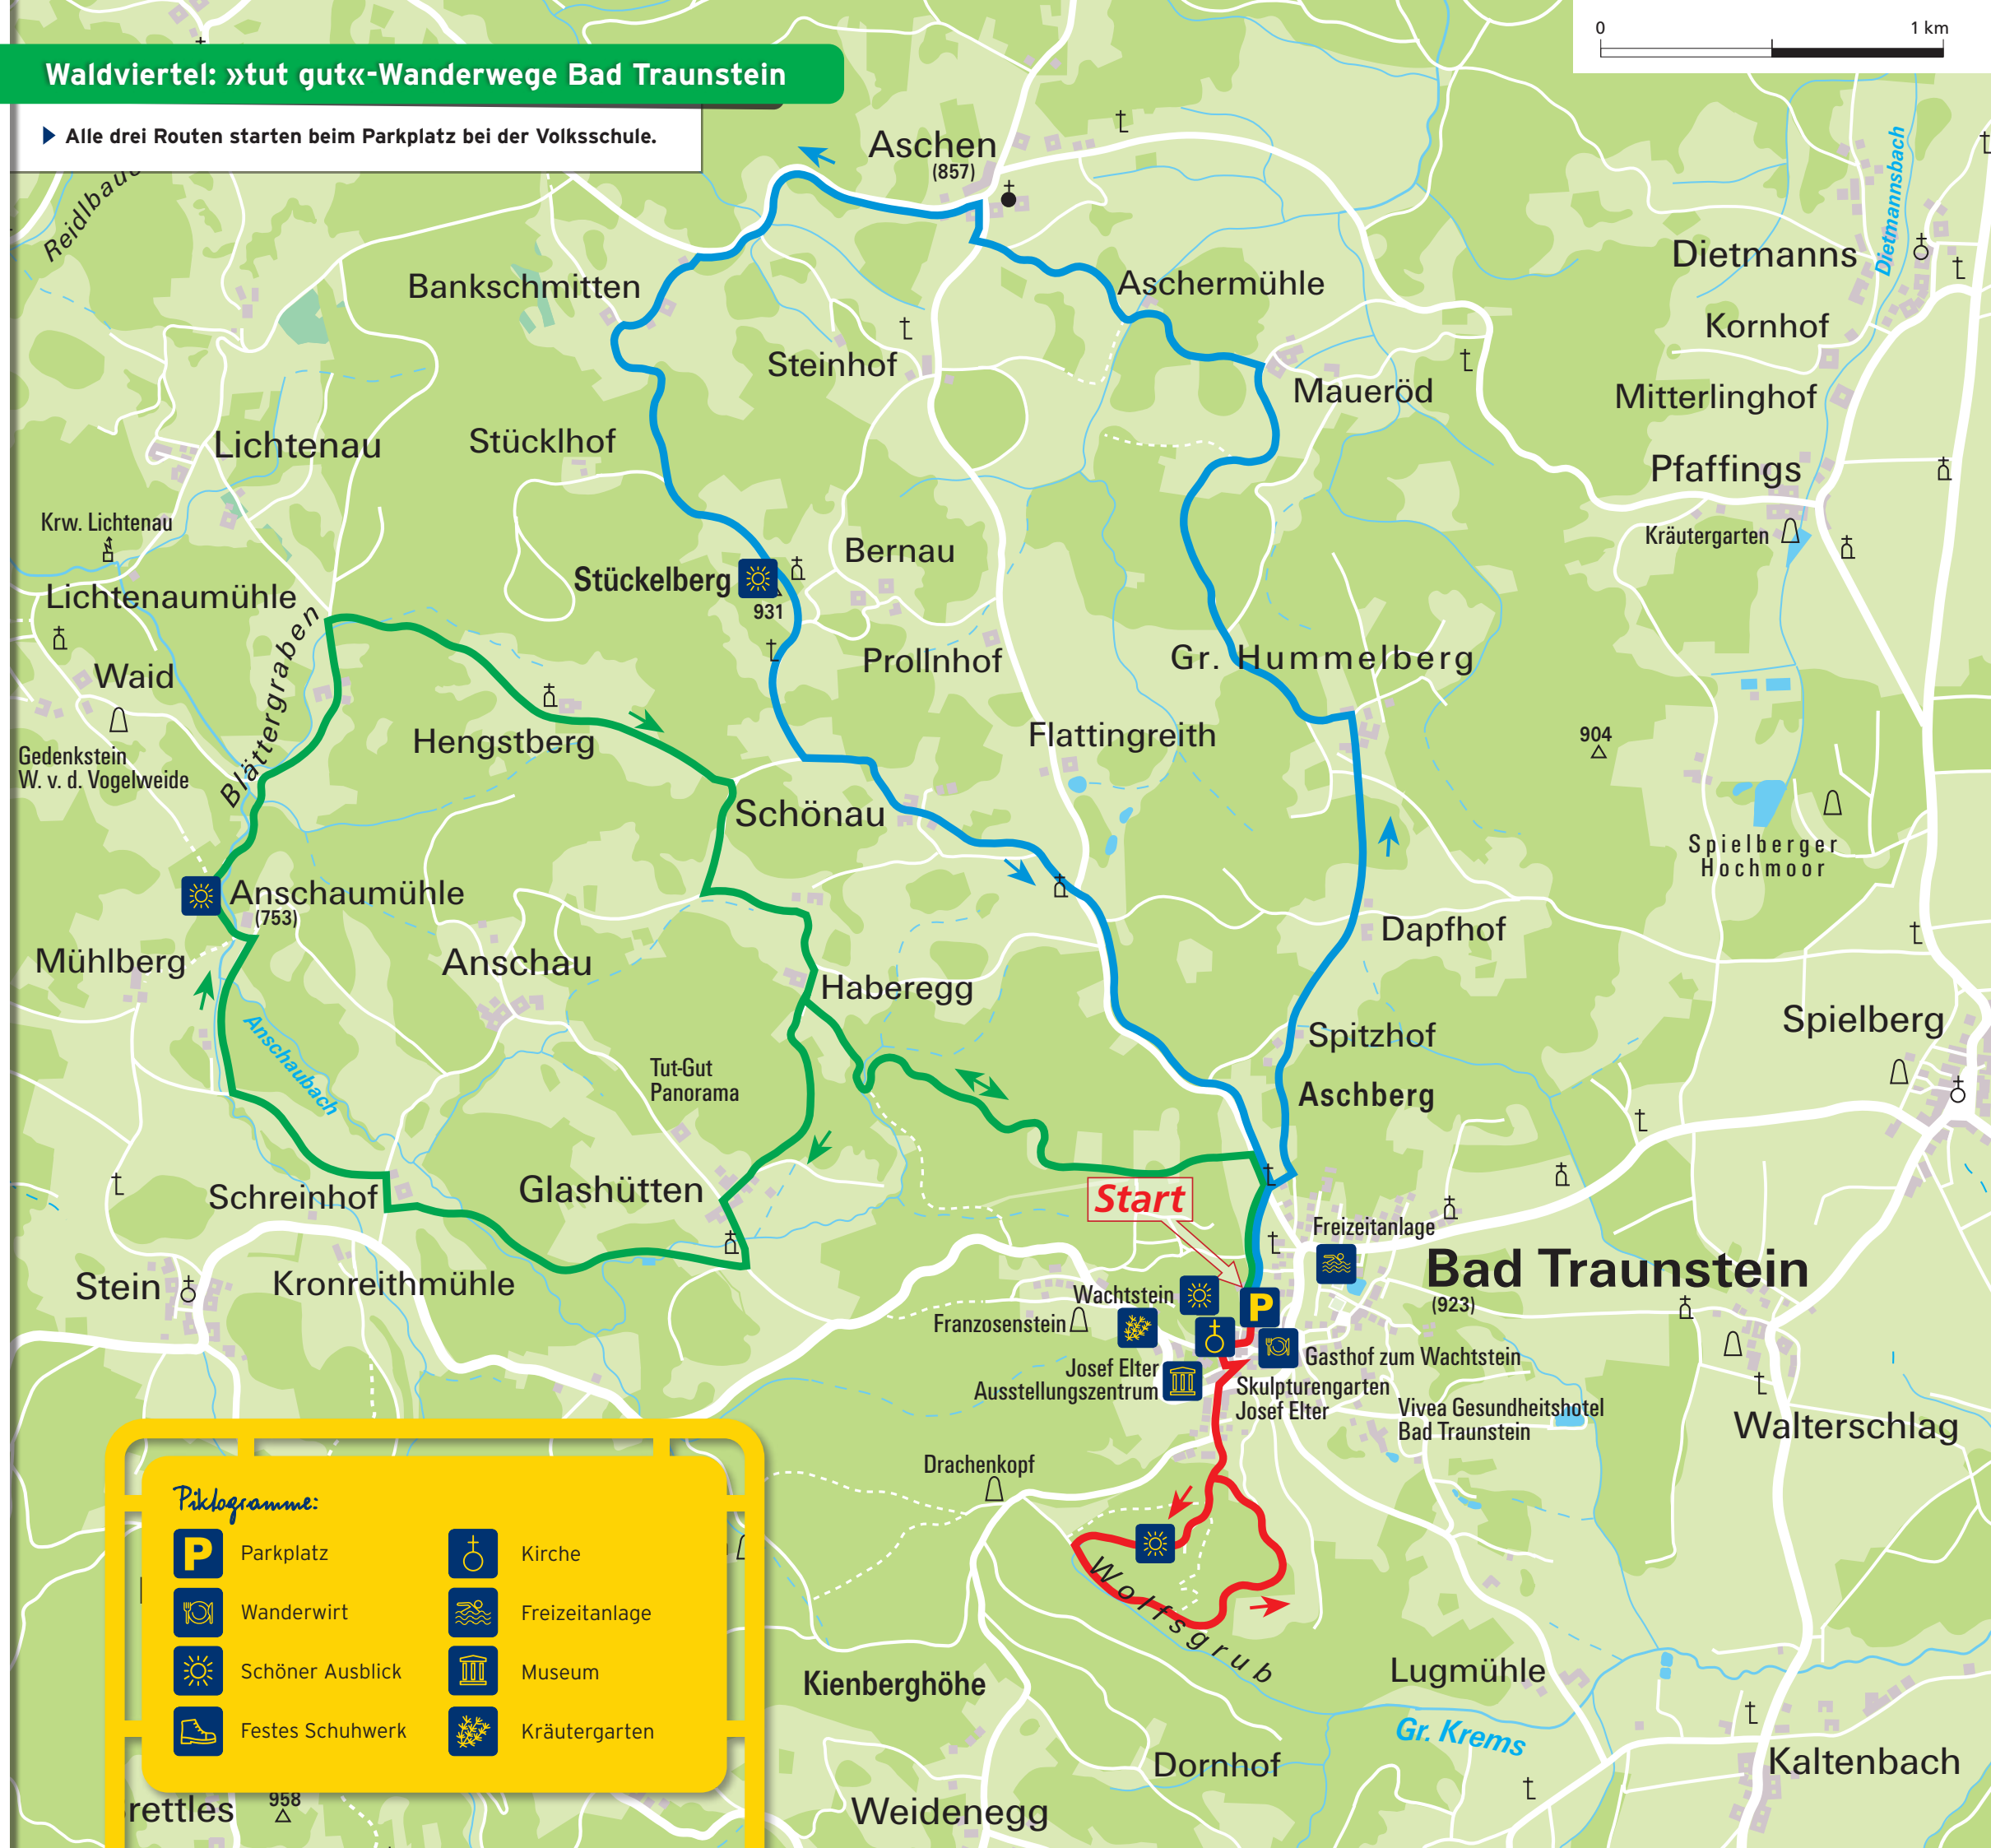 0 1 km
Waldviertel: »tut gut«-Wanderwege Bad Traunstein
Alle drei Routen starten beim Parkplatz bei der Volksschule.
Aschen
(857)
Dietmannsbach
Dietmanns
Bankschmitten
Aschermühle
Kornhof
Steinhof
Maueröd
Mitterlinghof
Lichtenau
Stücklhof
Pfaffings
Krw. Lichtenau
Kräutergarten
Bernau
Stückelberg
931
Lichtenaumühle
Blättergraben
Waid
Prollnhof
Gr. Hummelberg
Gedenkstein
W. v. d. Vogelweide
Hengstberg
Flattingreith
904
Schönau
Spielberger
Hochmoor
Anschaumühle
(753)
Dapfhof
Mühlberg
Anschau
Haberegg
Spielberg
Anschaubach
Spitzhof
Tut-Gut
Panorama
Aschberg
Schreinhof
Glashütten
Start
Freizeitanlage
Bad Traunstein
(923)
Stein
Kronreithmühle
Wachtstein
P
Franzosenstein
Gasthof zum Wachtstein
Josef Elter
Ausstellungszentrum
Skulpturengarten
Josef Elter
Vivea Gesundheitshotel
Bad Traunstein
Walterschlag
Drachenkopf
Wolfsgrub
Kienberghöhe
Lugmühle
Gr. Krems
Dornhof
Kaltenbach
Weidenegg
Piktogramme:
P Parkplatz
Kirche
Wanderwirt
Freizeitanlage
Schöner Ausblick
Museum
Festes Schuhwerk
Kräutergarten
958